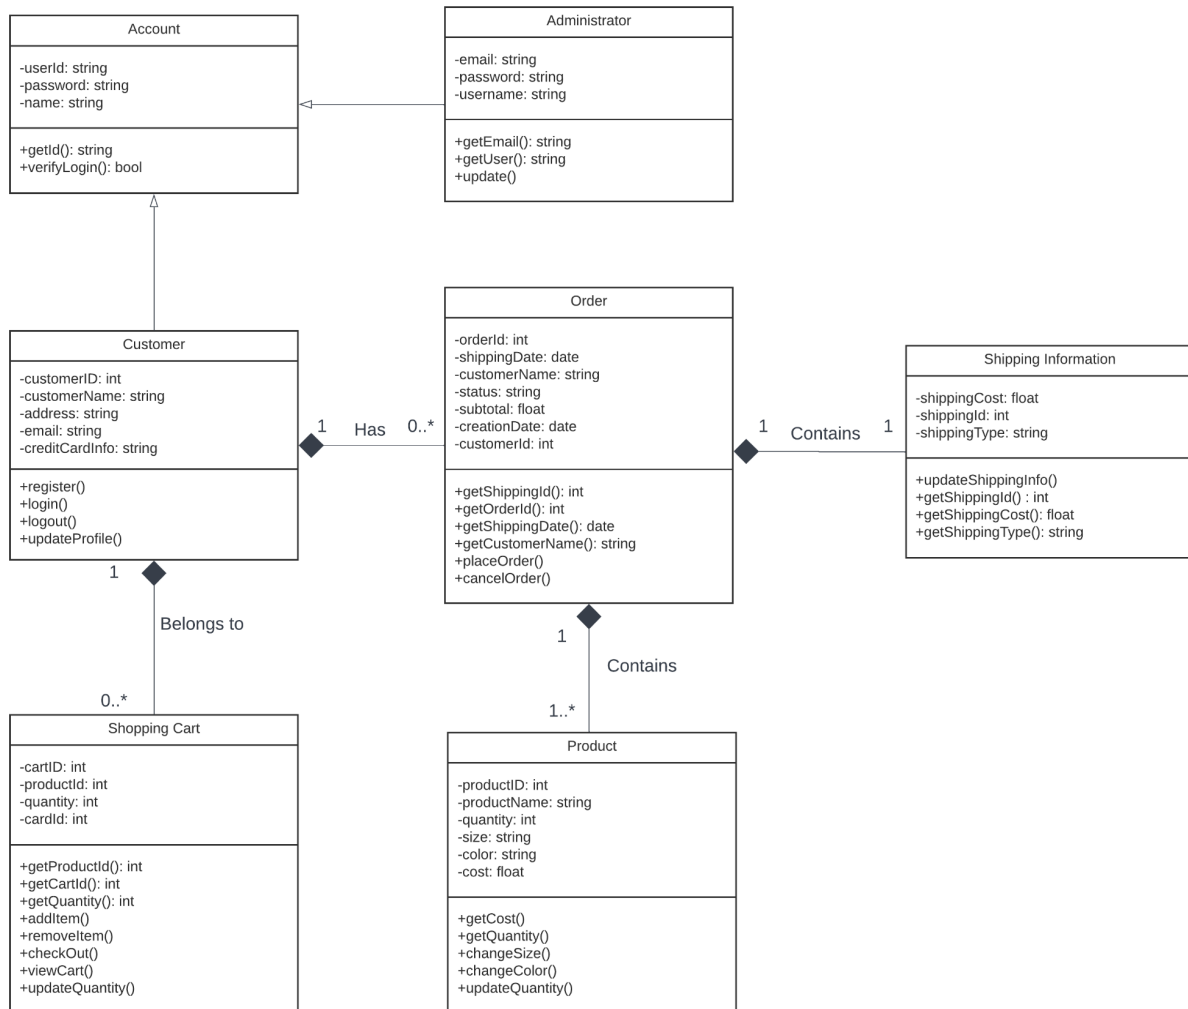 Account
-userId: string
-password: string
-name: string
+getId(): string
+verifyLogin(): bool
Administrator
-email: string
-password: string
-username: string
+getEmail(): string
+getUser(): string
+update()
Customer
-customerID: int
-customerName: string
-address: string
-email: string
-creditCardInfo: string
+register()
+login()
+logout()
+updateProfile()
1 Has 0..*
Order
-orderId: int
-shippingDate: date
-customerName: string
-status: string
-subtotal: float
-creationDate: date
-customerId: int
+getShippingId(): int
+getOrderId(): int
+getShippingDate(): date
+getCustomerName(): string
+placeOrder()
+cancelOrder()
1 Contains 1
Shipping Information
-shippingCost: float
-shippingId: int
-shippingType: string
+updateShippingInfo()
+getShippingId() : int
+getShippingCost(): float
+getShippingType(): string
1
Belongs to
0..*
Shopping Cart
-cartID: int
-productId: int
-quantity: int
-cardId: int
+getProductId(): int
+getCartId(): int
+getQuantity(): int
+addItem()
+removeItem()
+checkOut()
+viewCart()
+updateQuantity()
1
Contains
1..*
Product
-productID: int
-productName: string
-quantity: int
-size: string
-color: string
-cost: float
+getCost()
+getQuantity()
+changeSize()
+changeColor()
+updateQuantity()